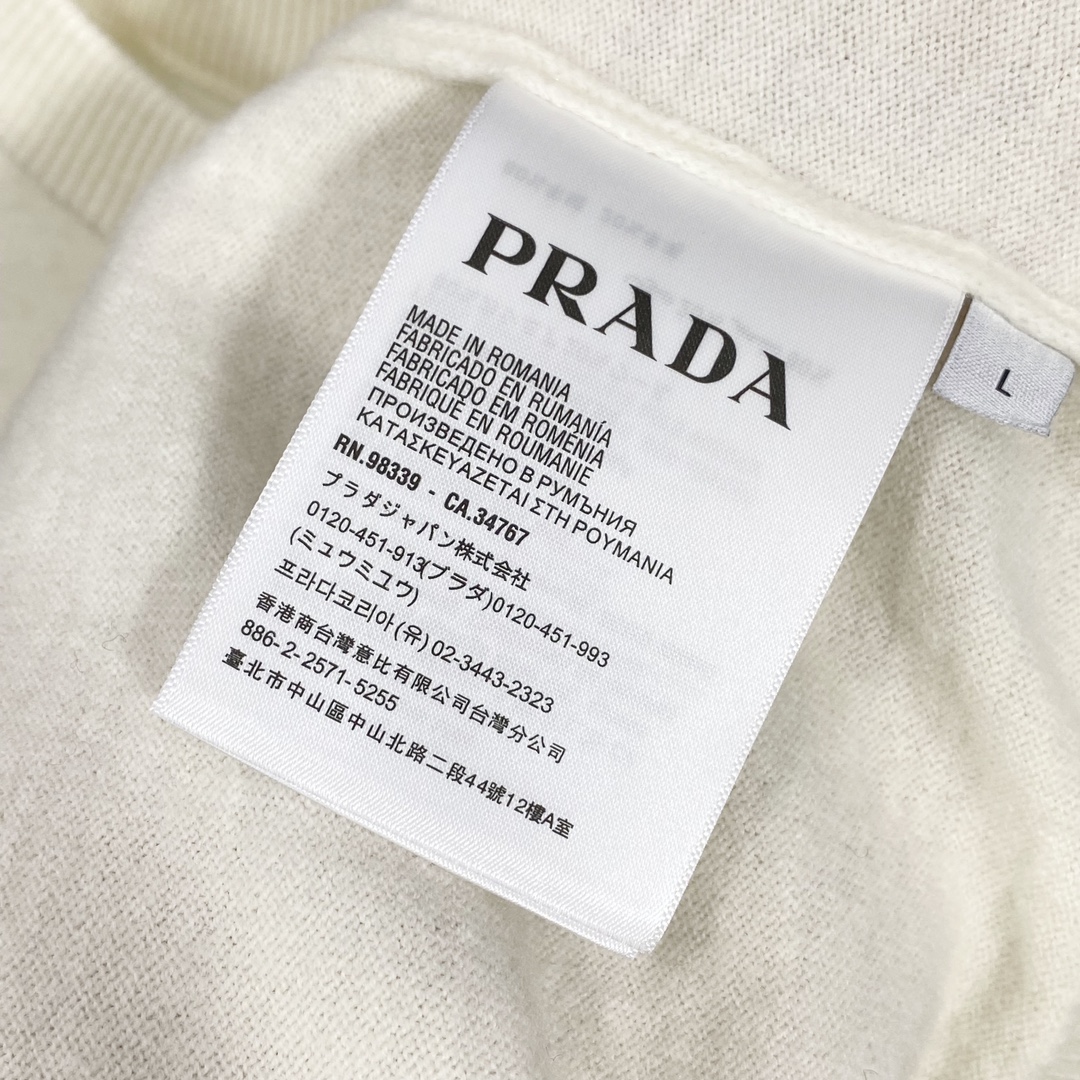 PRADA
MADE IN ROMANIA
FABRICADO EN RUMANÍA
FABRICADO EM ROMÉNIA
FABRIQUÉ EN ROUMANIE
ПРОИЗВЕДЕНО В РУМЪНИЯ
ΚΑΤΑΣΚΕΥΑΖΕΤΑΙ ΣΤΗ ΡΟΥΜΑΝΙΑ
RN.98339 - CA.34767
プラダジャパン株式会社
0120-451-913(プラダ)0120-451-993
(ミュウミュウ)
프라다코리아(유) 02-3443-2323
香港商台灣意比有限公司台灣分公司
886-2-2571-5255
臺北市中山區中山北路二段44號12樓A室
L